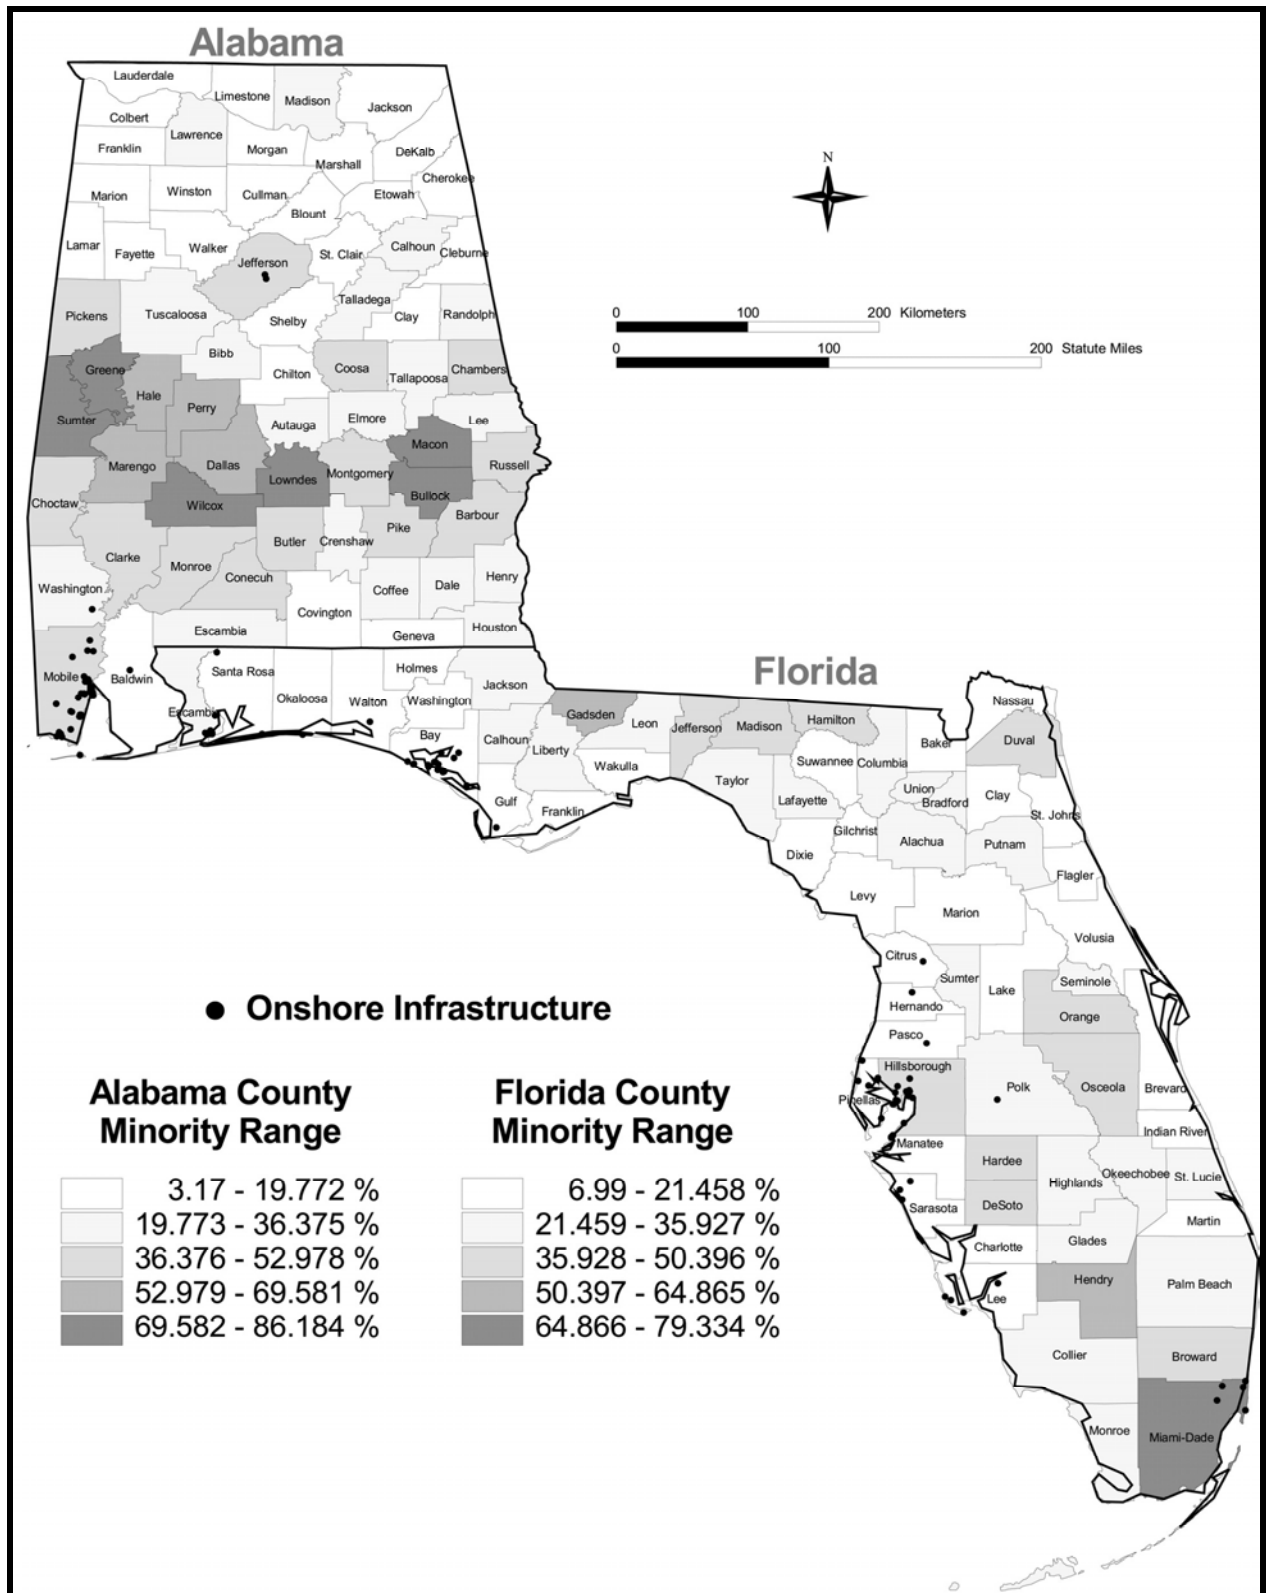 Alabama
Lauderdale
Limestone
Madison
Jackson
Colbert
Lawrence
Franklin
Morgan
DeKalb
Marshall
Cherokee
Marion
Winston
Cullman
Etowah
Blount
Lamar
Fayette
Walker
Jefferson
St. Clair
Calhoun
Cleburne
Pickens
Tuscaloosa
Shelby
Talladega
Clay
Randolph
Greene
Bibb
Chilton
Coosa
Tallapoosa
Chambers
Hale
Perry
Sumter
Autauga
Elmore
Lee
Macon
Marengo
Dallas
Lowndes
Montgomery
Russell
Choctaw
Wilcox
Bullock
Barbour
Clarke
Butler
Crenshaw
Pike
Monroe
Conecuh
Washington
Coffee
Dale
Henry
Covington
Escambia
Geneva
Houston
Mobile
Baldwin
N
0 100 200 Kilometers
0 100 200 Statute Miles
Florida
Escambia
Santa Rosa
Okaloosa
Walton
Holmes
Washington
Jackson
Bay
Calhoun
Gulf
Liberty
Franklin
Gadsden
Leon
Wakulla
Jefferson
Madison
Hamilton
Taylor
Suwannee
Columbia
Lafayette
Baker
Nassau
Duval
Union
Bradford
Clay
St. Johns
Dixie
Gilchrist
Alachua
Putnam
Flagler
Levy
Marion
Volusia
Citrus
Sumter
Lake
Seminole
Hernando
Orange
Pasco
Hillsborough
Pinellas
Polk
Osceola
Brevard
Indian River
Manatee
Hardee
Highlands
Okeechobee
St. Lucie
Sarasota
DeSoto
Martin
Charlotte
Glades
Lee
Hendry
Palm Beach
Collier
Broward
Monroe
Miami-Dade
Onshore Infrastructure
Alabama County
Minority Range
3.17 - 19.772 %
19.773 - 36.375 %
36.376 - 52.978 %
52.979 - 69.581 %
69.582 - 86.184 %
Florida County
Minority Range
6.99 - 21.458 %
21.459 - 35.927 %
35.928 - 50.396 %
50.397 - 64.865 %
64.866 - 79.334 %